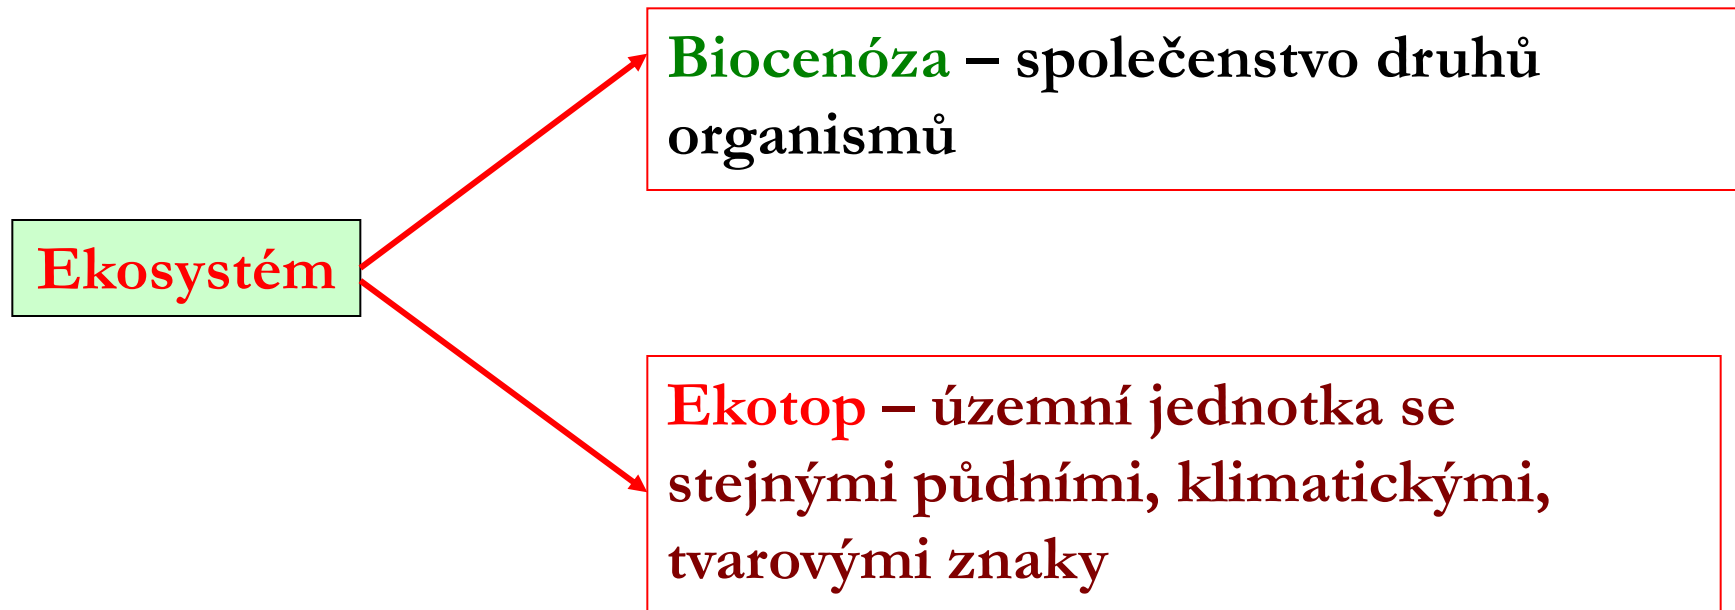 Biocenóza – společenstvo druhů
organismů
Ekosystém
Ekotop – územní jednotka se
stejnými půdními, klimatickými,
tvarovými znaky